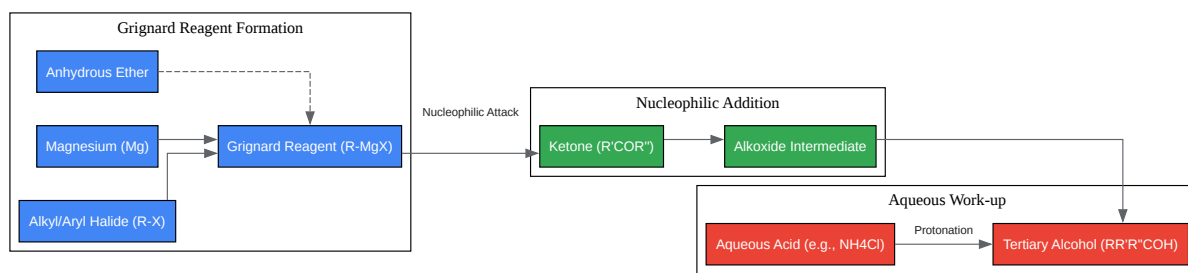 Grignard Reagent Formation
Anhydrous Ether
Magnesium (Mg)
Grignard Reagent (R-MgX)
Alkyl/Aryl Halide (R-X)
Nucleophilic Attack
Nucleophilic Addition
Ketone (R'COR")
Alkoxide Intermediate
Aqueous Work-up
Aqueous Acid (e.g., NH4Cl)
Protonation
Tertiary Alcohol (RR'R"COH)